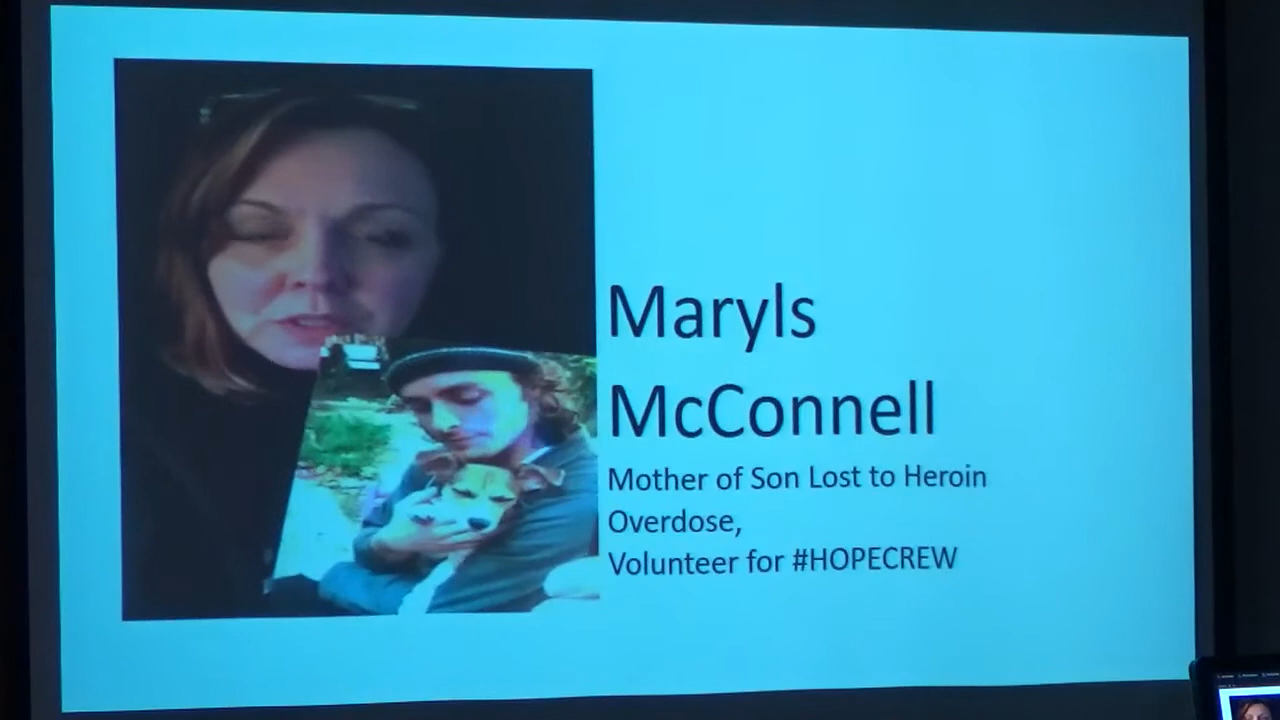 Maryls
McConnell
Mother of Son Lost to Heroin
Overdose,
Volunteer for #HOPECREW